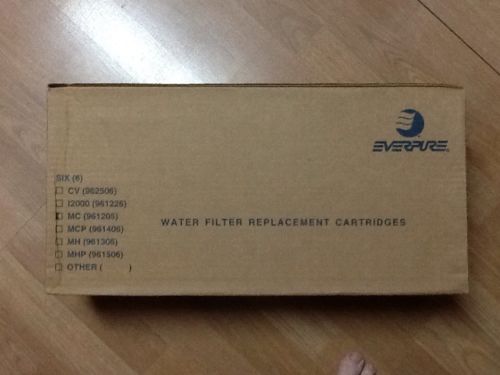 EVERPURE®
SIX (6)
CV (962506)
I2000 (961226)
MC (961205)
MCP (961406)
MH (961306)
MHP (961506)
OTHER ( )
WATER FILTER REPLACEMENT CARTRIDGES